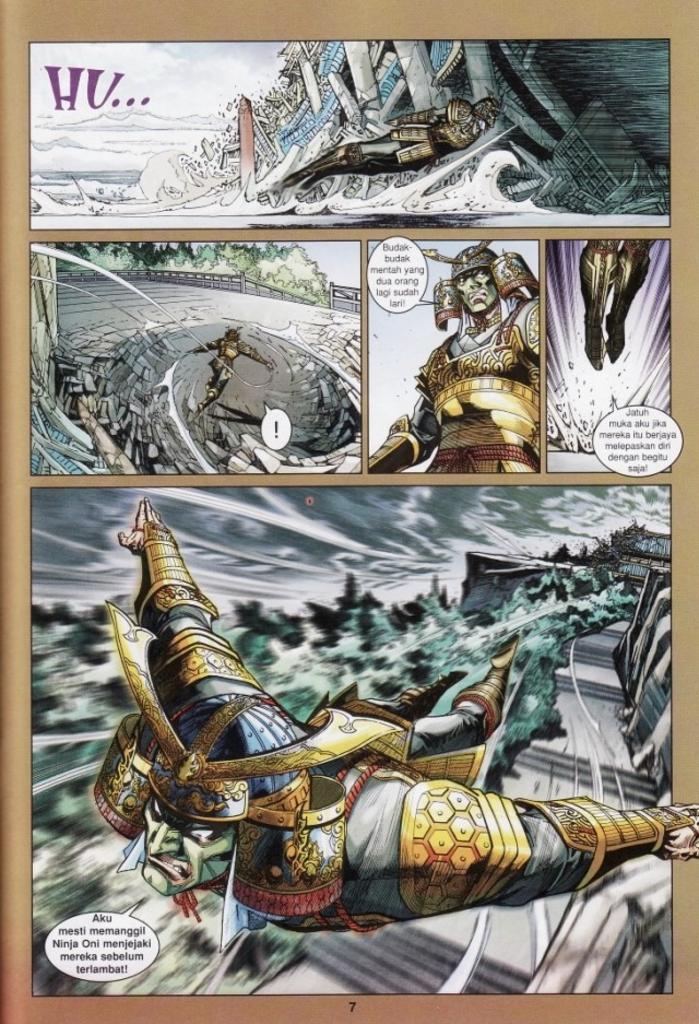 HU...
!
Budak-
budak
mentah yang
dua orang
lagi sudah
lari!
Jatuh
muka aku jika
mereka itu berjaya
melepaskan diri
dengan begitu
saja!
Aku
mesti memanggil
Ninja Oni menjejaki
mereka sebelum
terlambat!
7